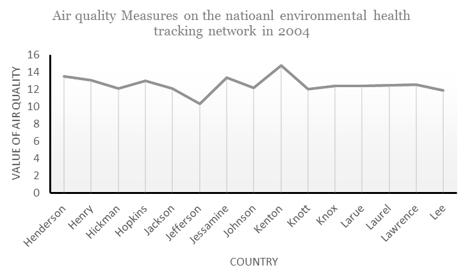 Air quality Measures on the natioanl environmental health
tracking network in 2004
VALUE OF AIR QUALITY
16
14
12
10
8
6
4
2
0
Henderson
Henry
Hickman
Hopkins
Jackson
Jefferson
Jessamine
Johnson
Kenton
Knott
Knox
Larue
Laurel
Lawrence
Lee
COUNTRY